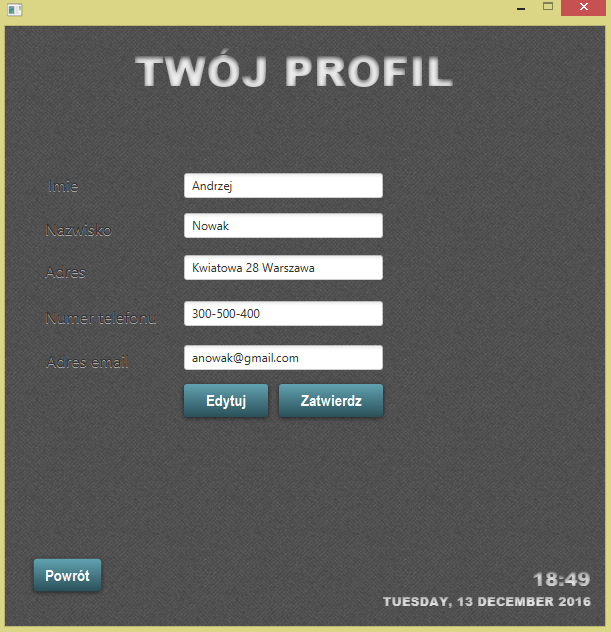 TWÓJ PROFIL
Imie Andrzej
Nazwisko Nowak
Adres Kwiatowa 28 Warszawa
Numer telefonu 300-500-400
Adres email anowak@gmail.com
Edytuj Zatwierdz
Powrót
18:49
TUESDAY, 13 DECEMBER 2016